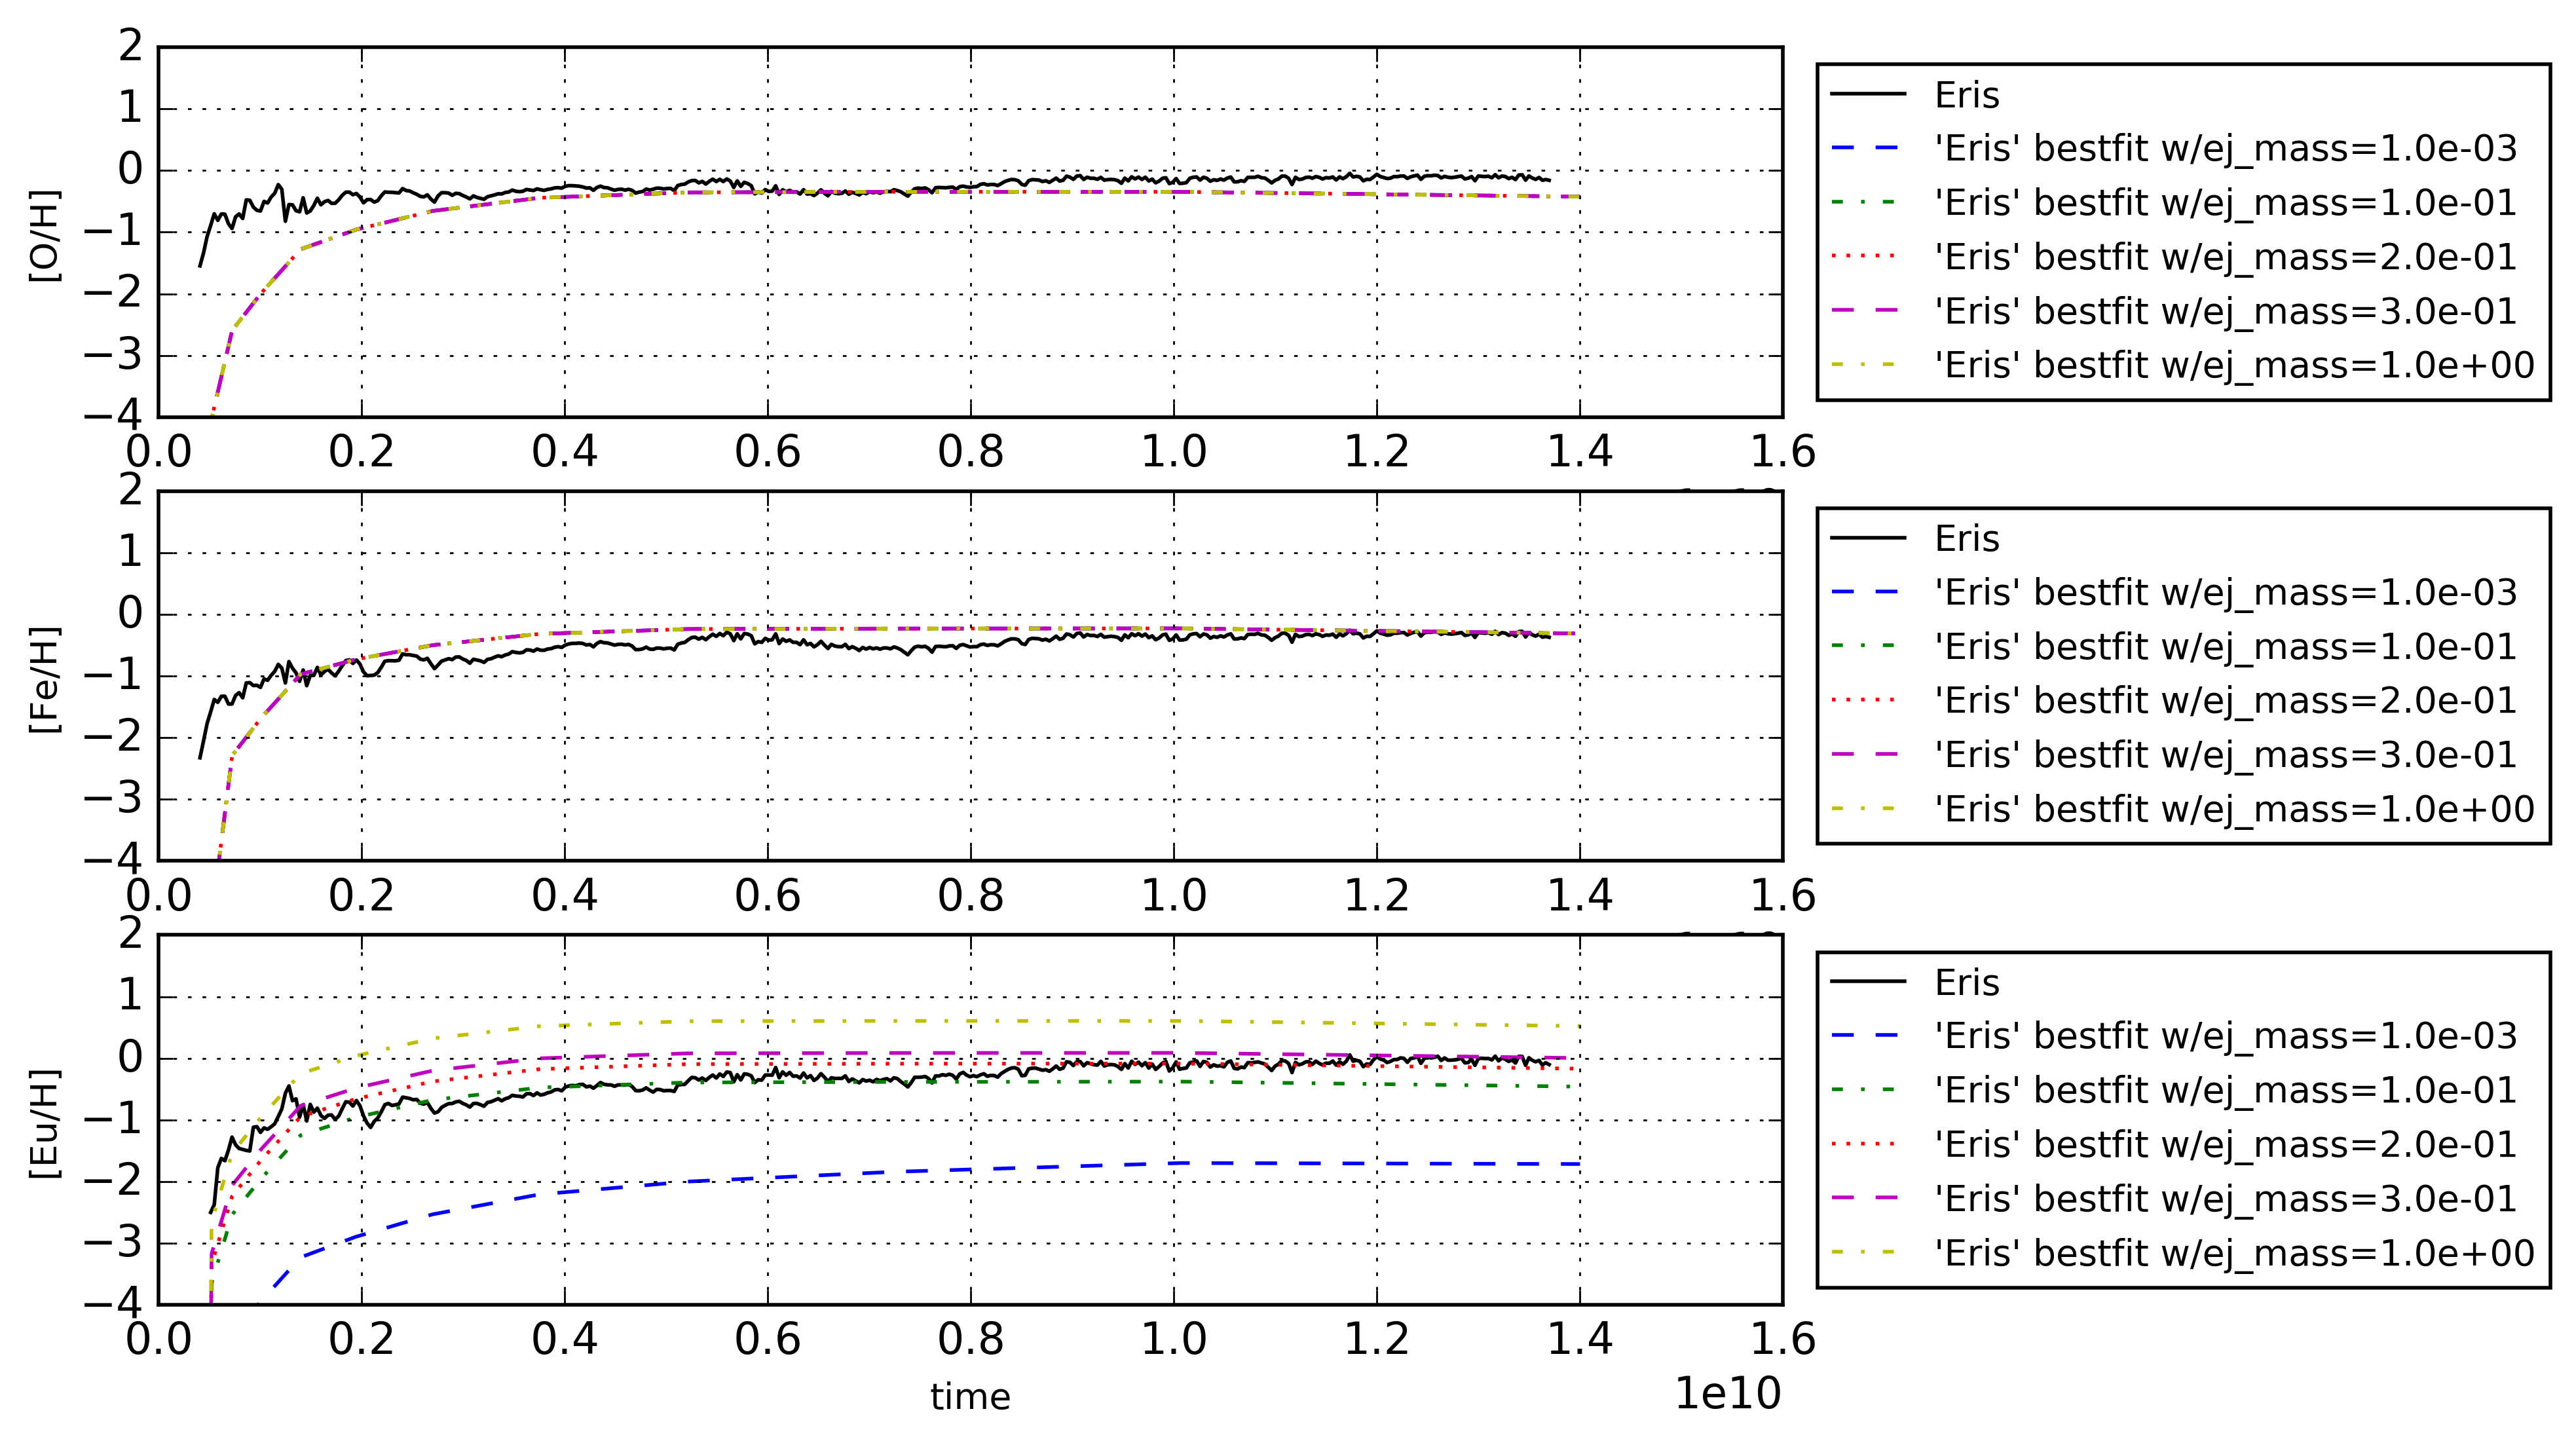 2
1
0
−1
−2
−3
−4
[O/H]
0.0 0.2 0.4 0.6 0.8 1.0 1.2 1.4 1.6
Eris
'Eris' bestfit w/ej_mass=1.0e-03
'Eris' bestfit w/ej_mass=1.0e-01
'Eris' bestfit w/ej_mass=2.0e-01
'Eris' bestfit w/ej_mass=3.0e-01
'Eris' bestfit w/ej_mass=1.0e+00
2
1
0
−1
−2
−3
−4
[Fe/H]
0.0 0.2 0.4 0.6 0.8 1.0 1.2 1.4 1.6
Eris
'Eris' bestfit w/ej_mass=1.0e-03
'Eris' bestfit w/ej_mass=1.0e-01
'Eris' bestfit w/ej_mass=2.0e-01
'Eris' bestfit w/ej_mass=3.0e-01
'Eris' bestfit w/ej_mass=1.0e+00
2
1
0
−1
−2
−3
−4
[Eu/H]
0.0 0.2 0.4 0.6 0.8 1.0 1.2 1.4 1.6
time
1e10
Eris
'Eris' bestfit w/ej_mass=1.0e-03
'Eris' bestfit w/ej_mass=1.0e-01
'Eris' bestfit w/ej_mass=2.0e-01
'Eris' bestfit w/ej_mass=3.0e-01
'Eris' bestfit w/ej_mass=1.0e+00